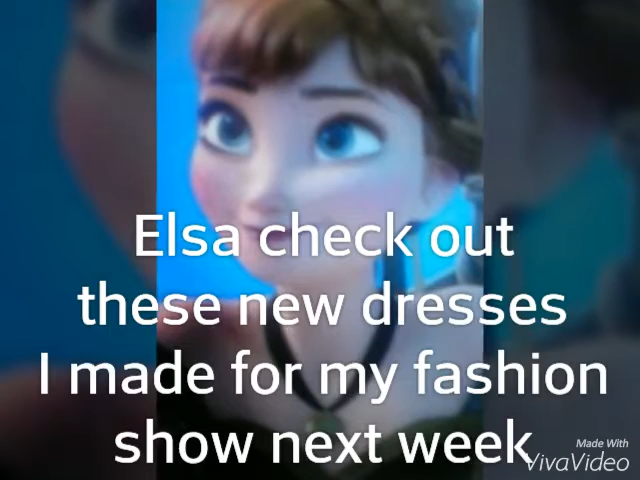 Elsa check out
these new dresses
I made for my fashion
show next week
Made With
VivaVideo